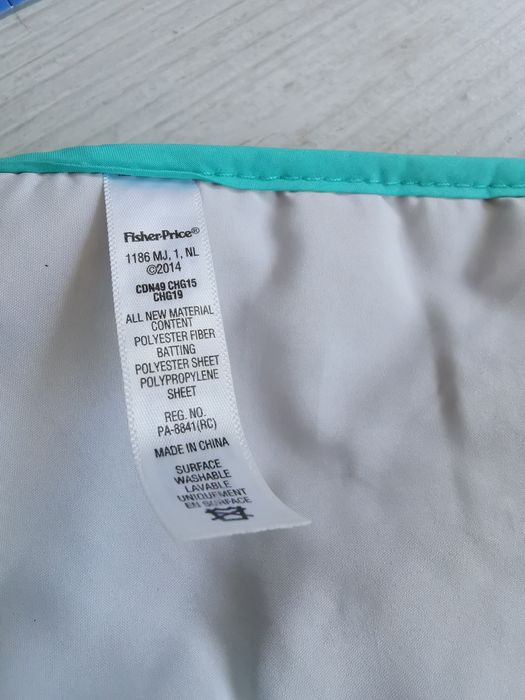 Fisher-Price®
1186 MJ, 1, NL
©2014
CDN49 CHG15
CHG19
ALL NEW MATERIAL
CONTENT
POLYESTER FIBER
BATTING
POLYESTER SHEET
POLYPROPYLENE
SHEET
REG. NO.
PA-8841(RC)
MADE IN CHINA
SURFACE
WASHABLE
LAVABLE
UNIQUEMENT
EN SURFACE